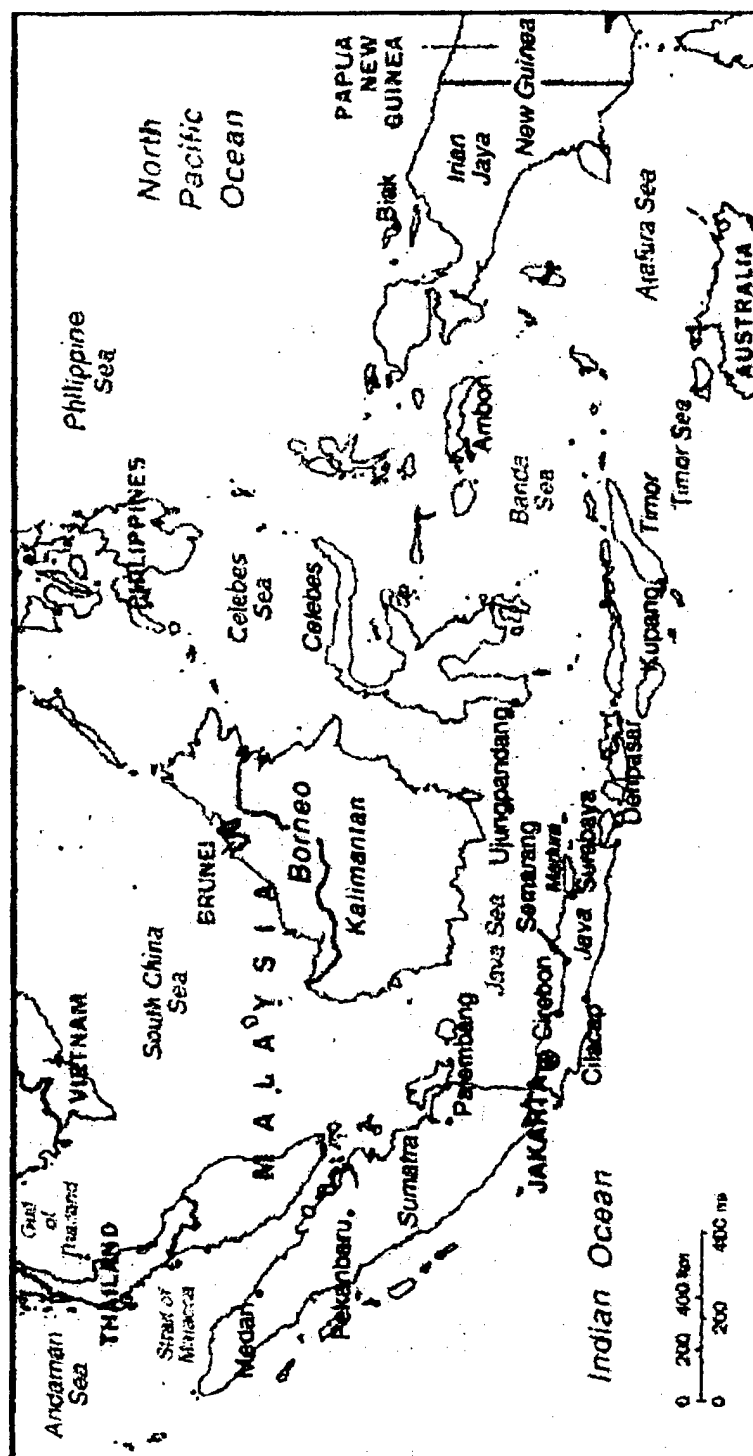 Andaman
Sea
THAILAND
Gulf
of
Thailand
VIETNAM
South China
Sea
PHILIPPINES
Philippine
Sea
North
Pacific
Ocean
PAPUA
NEW
GUINEA
Strait of
Malacca
MALAYSIA
BRUNEI
Celebes
Sea
Medan
Borneo
Kalimantan
Celebes
Biak
Irian
Jaya
New Guinea
Pekanbaru
Sumatra
Palembang
Java Sea
Ujungpandang
Banda
Sea
Ambon
JAKARTA
Cirebon
Semarang
Madura
Cilacap
Java
Surabaya
Denpasar
Kupang
Timor
Timor Sea
Arafura Sea
AUSTRALIA
Indian Ocean
0 200 400 km
0 200 400 mi